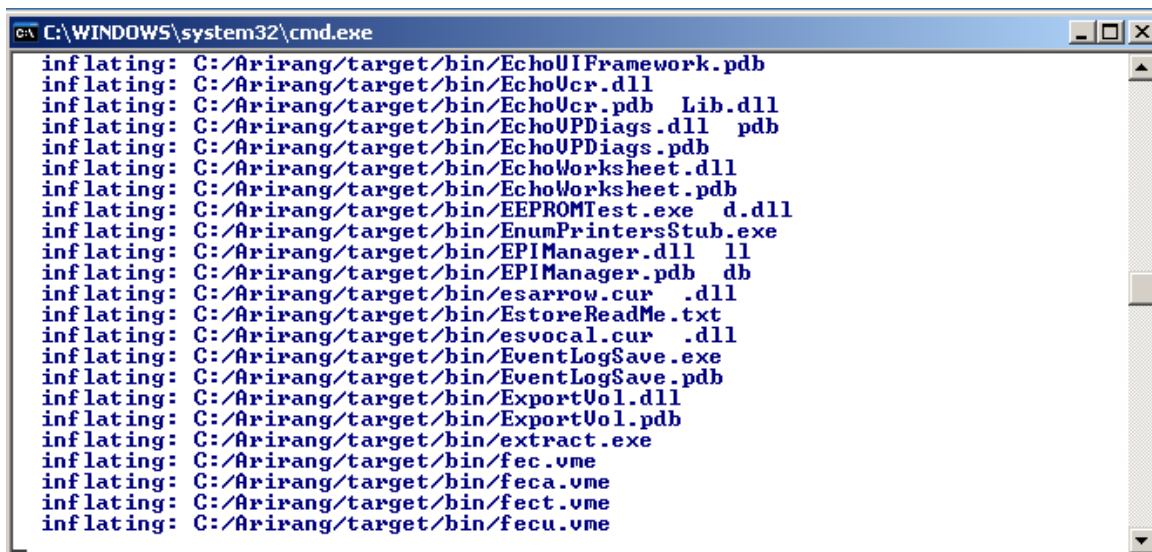 C:\WINDOWS\system32\cmd.exe
inflating: C:/Arirang/target/bin/EchoUIFramework.pdb
inflating: C:/Arirang/target/bin/EchoVcr.dll
inflating: C:/Arirang/target/bin/EchoVcr.pdb  Lib.dll
inflating: C:/Arirang/target/bin/EchoVPDiags.dll  pdb
inflating: C:/Arirang/target/bin/EchoVPDiags.pdb
inflating: C:/Arirang/target/bin/EchoWorksheet.dll
inflating: C:/Arirang/target/bin/EchoWorksheet.pdb
inflating: C:/Arirang/target/bin/EEPROMTest.exe  d.dll
inflating: C:/Arirang/target/bin/EnumPrintersStub.exe
inflating: C:/Arirang/target/bin/EPIManager.dll  ll
inflating: C:/Arirang/target/bin/EPIManager.pdb  db
inflating: C:/Arirang/target/bin/esarrow.cur  .dll
inflating: C:/Arirang/target/bin/EstoreReadMe.txt
inflating: C:/Arirang/target/bin/esvocal.cur  .dll
inflating: C:/Arirang/target/bin/EventLogSave.exe
inflating: C:/Arirang/target/bin/EventLogSave.pdb
inflating: C:/Arirang/target/bin/ExportVol.dll
inflating: C:/Arirang/target/bin/ExportVol.pdb
inflating: C:/Arirang/target/bin/extract.exe
inflating: C:/Arirang/target/bin/fec.vme
inflating: C:/Arirang/target/bin/feca.vme
inflating: C:/Arirang/target/bin/fect.vme
inflating: C:/Arirang/target/bin/fecu.vme